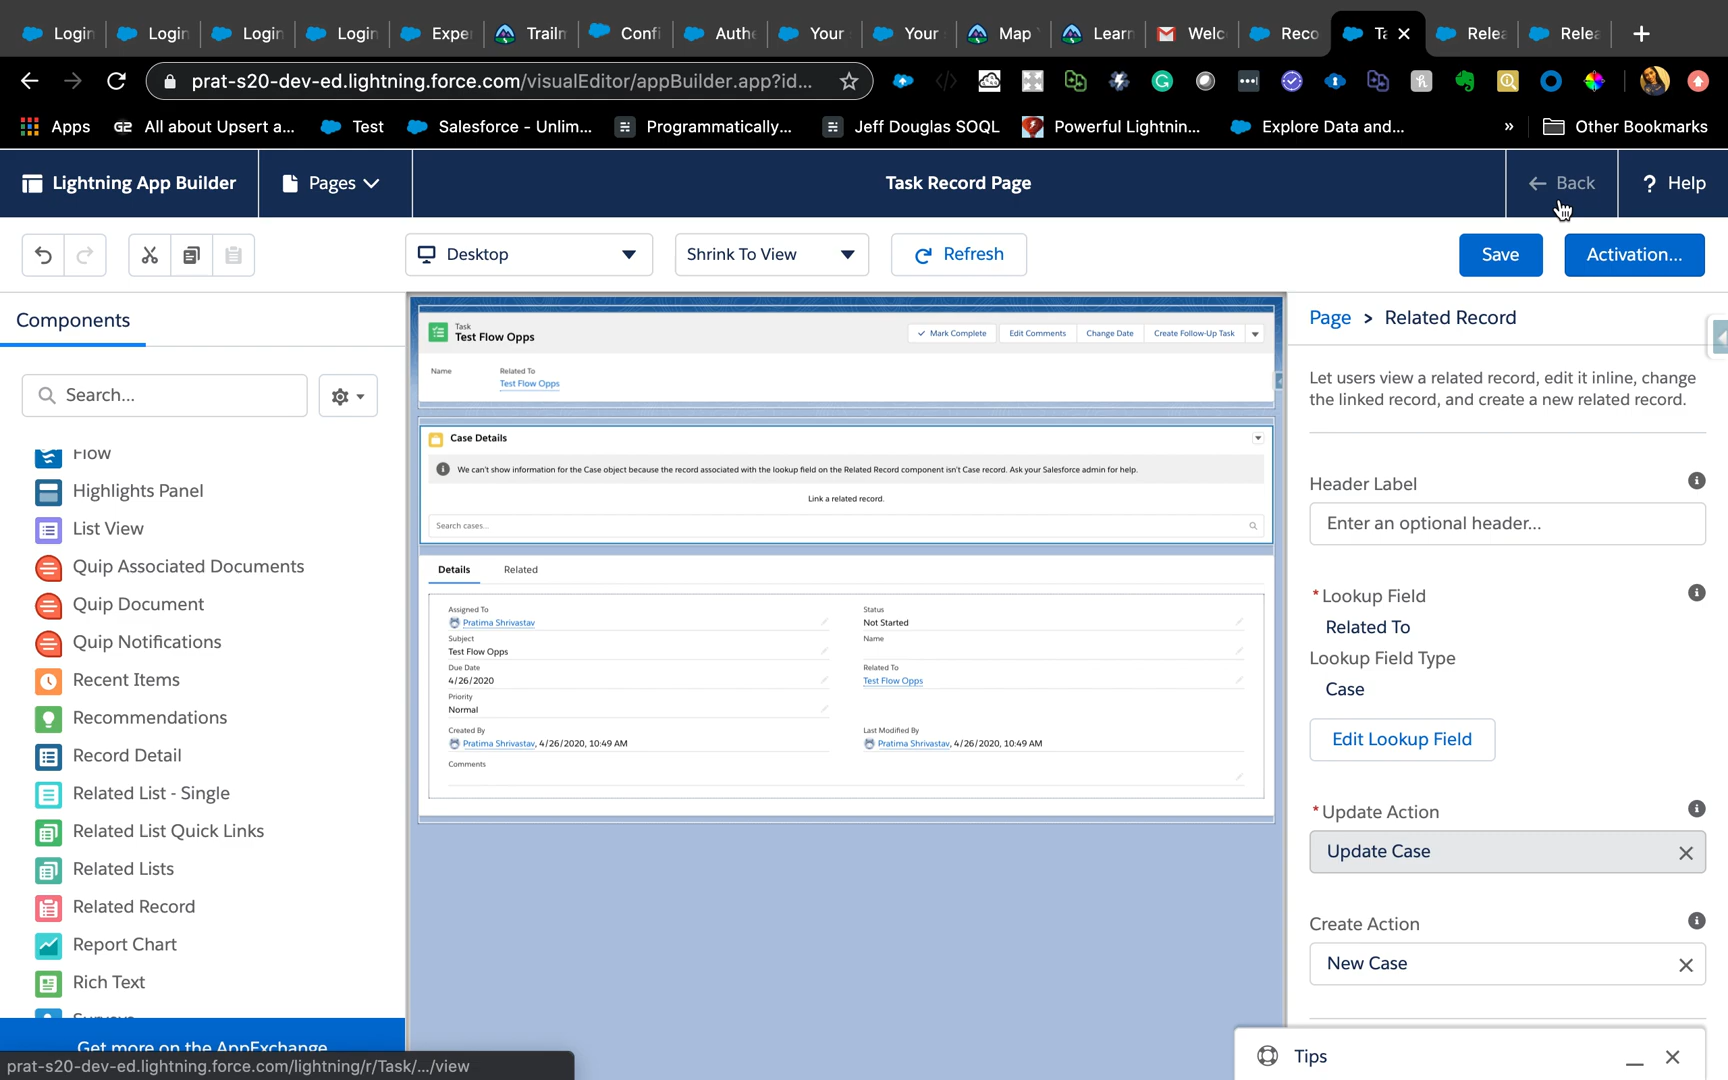 Login
Login
Login
Login
Exper
Trailh
Confi
Authe
Your
Your
Map
Learn
Welc
Reco
Ta
Relea
Relea
prat-s20-dev-ed.lightning.force.com/visualEditor/appBuilder.app?id...
Apps
All about Upsert a...
Test
Salesforce - Unlim...
Programmatically...
Jeff Douglas SOQL
Powerful Lightnin...
Explore Data and...
»
Other Bookmarks
Lightning App Builder
Pages
Task Record Page
Back
? Help
Desktop
Shrink To View
Refresh
Save
Activation...
Components
Search...
Flow
Highlights Panel
List View
Quip Associated Documents
Quip Document
Quip Notifications
Recent Items
Recommendations
Record Detail
Related List - Single
Related List Quick Links
Related Lists
Related Record
Report Chart
Rich Text
Surveys
Get more on the AppExchange
prat-s20-dev-ed.lightning.force.com/lightning/r/Task/.../view
Task
Test Flow Opps
Mark Complete
Edit Comments
Change Date
Create Follow-Up Task
Name
Related To
Test Flow Opps
Case Details
We can't show information for the Case object because the record associated with the lookup field on the Related Record component isn't Case record. Ask your Salesforce admin for help.
Link a related record.
Search cases...
Details
Related
Assigned To
Pratima Shrivastav
Status
Not Started
Subject
Test Flow Opps
Name
Due Date
4/26/2020
Related To
Test Flow Opps
Priority
Normal
Created By
Pratima Shrivastav, 4/26/2020, 10:49 AM
Last Modified By
Pratima Shrivastav, 4/26/2020, 10:49 AM
Comments
Page > Related Record
Let users view a related record, edit it inline, change
the linked record, and create a new related record.
Header Label
Enter an optional header...
* Lookup Field
Related To
Lookup Field Type
Case
Edit Lookup Field
* Update Action
Update Case
Create Action
New Case
Tips